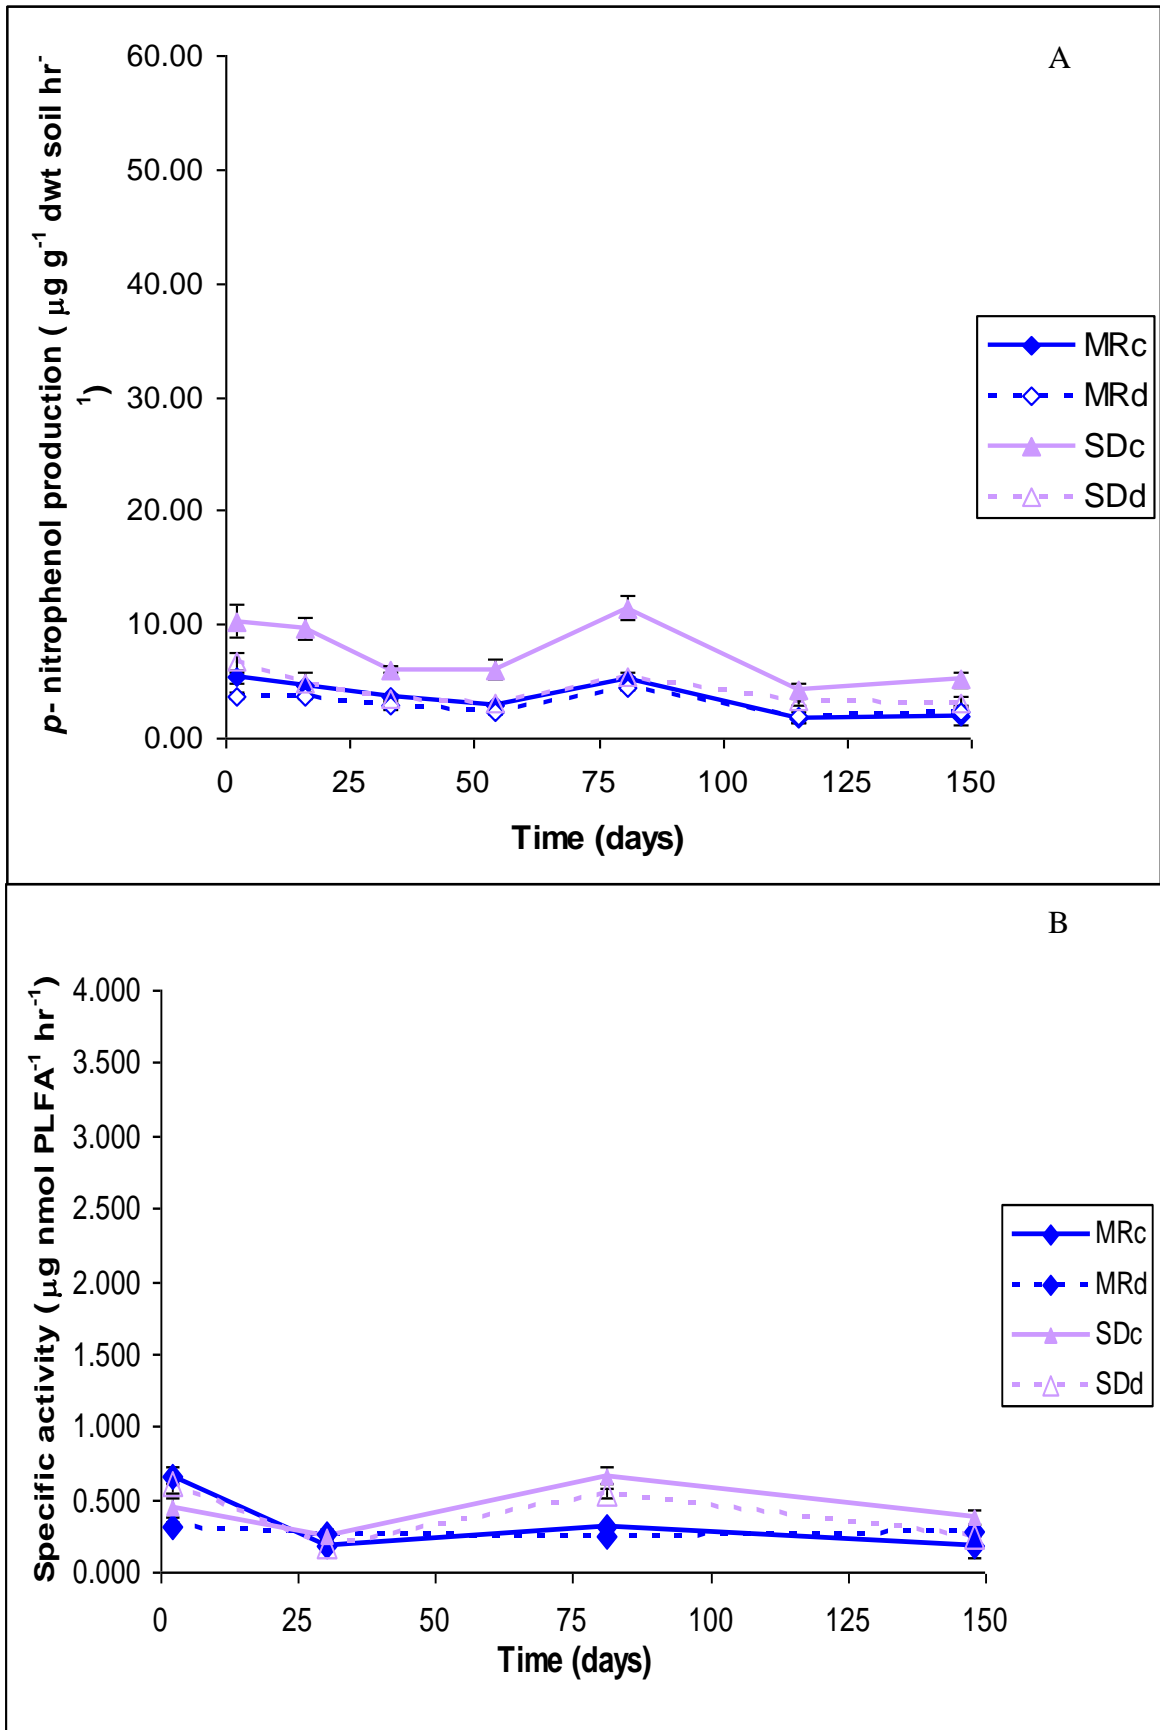 A
p- nitrophenol production ( μg g-1 dwt soil hr-
1)
60.00
50.00
40.00
30.00
20.00
10.00
0.00
0 25 50 75 100 125 150
Time (days)
MRc
MRd
SDc
SDd
B
Specific activity (μg nmol PLFA-1 hr-1)
4.000
3.500
3.000
2.500
2.000
1.500
1.000
0.500
0.000
0 25 50 75 100 125 150
Time (days)
MRc
MRd
SDc
SDd